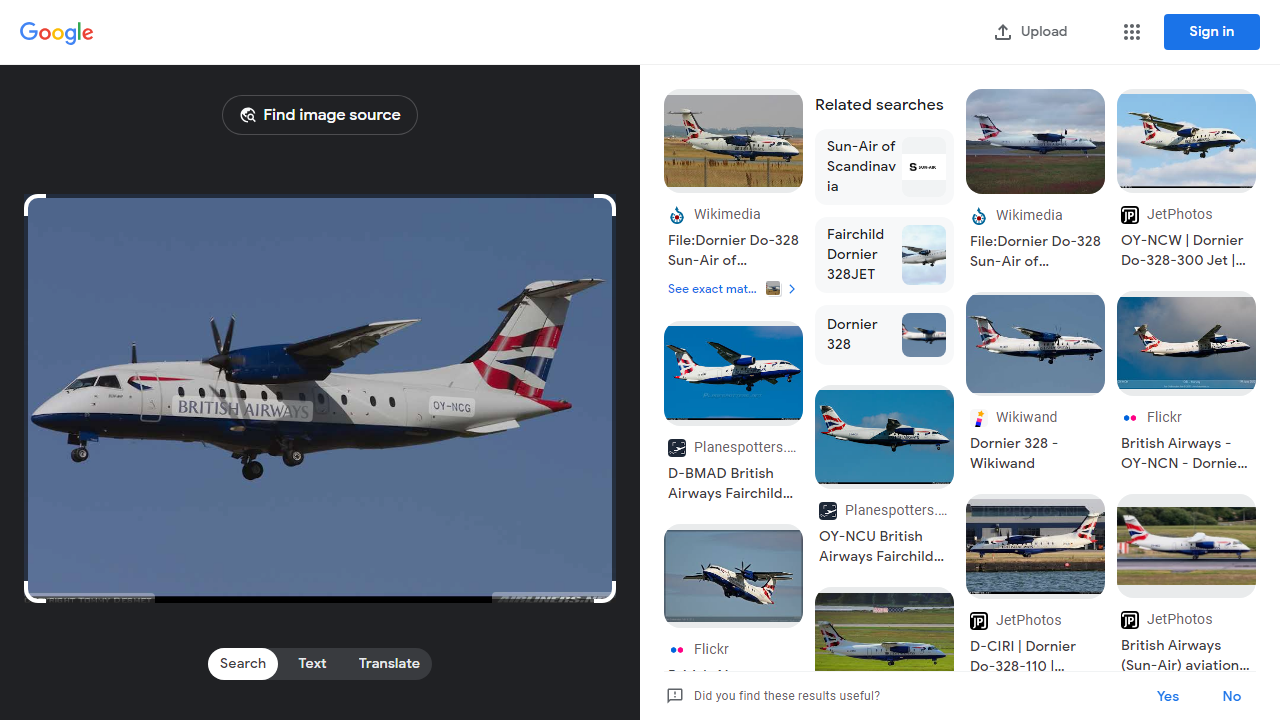 Google
Upload
Sign in
Find image source
BRITISH AIRWAYS
OY-NCG
Search
Text
Translate
Wikimedia
File:Dornier Do-328
Sun-Air of...
See exact mat...
Planespotters....
D-BMAD British
Airways Fairchild...
Flickr
Related searches
Sun-Air of
Scandinav
ia
SUN-AIR
Fairchild
Dornier
328JET
Dornier
328
Planespotters....
OY-NCU British
Airways Fairchild...
Wikimedia
File:Dornier Do-328
Sun-Air of...
Wikiwand
Dornier 328 -
Wikiwand
JetPhotos
D-CIRI | Dornier
Do-328-110 |...
JetPhotos
OY-NCW | Dornier
Do-328-300 Jet |...
Flickr
British Airways -
OY-NCN - Dornie...
JetPhotos
British Airways
(Sun-Air) aviation...
Did you find these results useful?
Yes
No